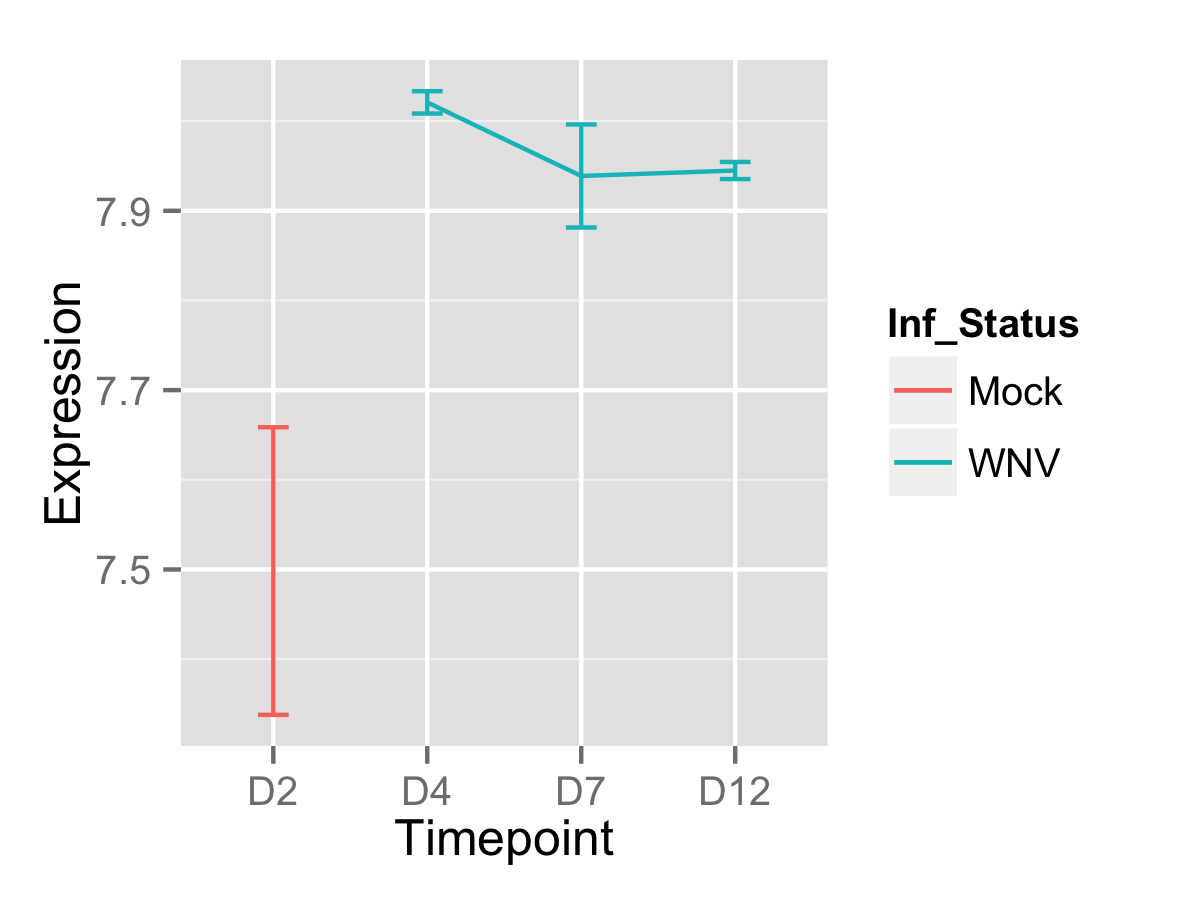 7.9
7.7
7.5
Expression
D2 D4 D7 D12
Timepoint
Inf_Status
Mock
WNV